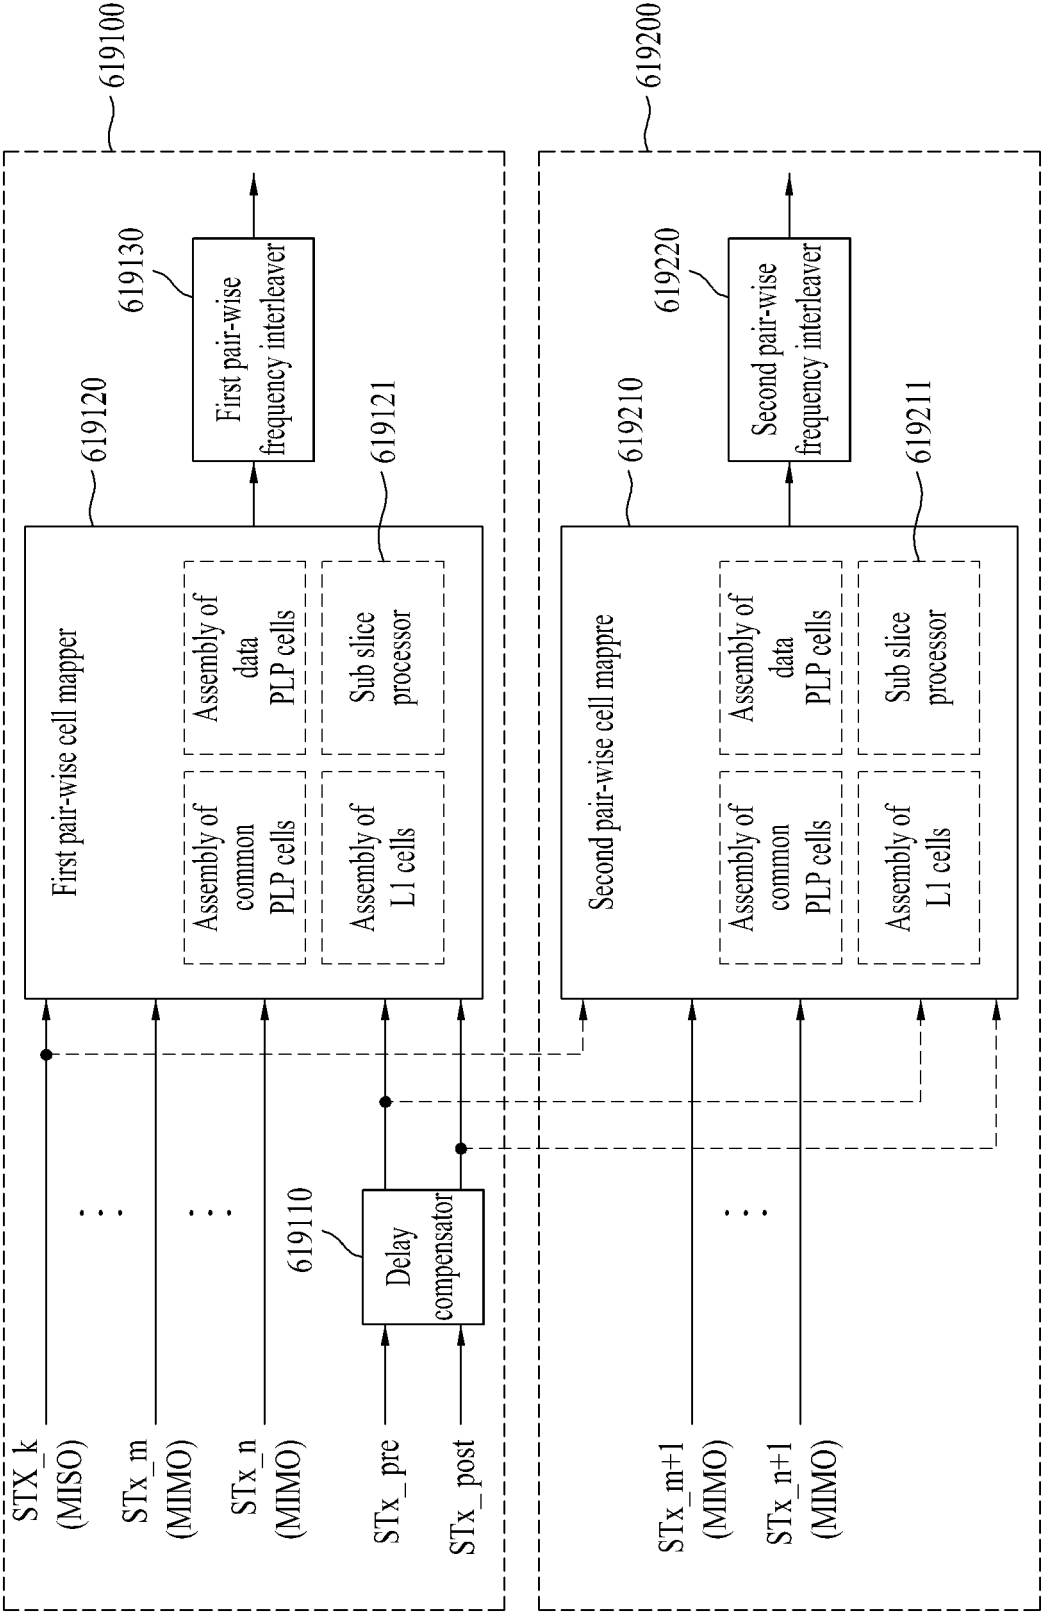 619100
619130
First pair-wise
frequency interleaver
619120
619121
First pair-wise cell mapper
Assembly of
common
PLP cells
Assembly of
data
PLP cells
Assembly of
L1 cells
Sub slice
processor
619110
Delay
compensator
STX_k
(MISO)
STx_m
(MIMO)
STx_n
(MIMO)
STx_pre
STx_post
619200
619220
Second pair-wise
frequency interleaver
619210
619211
Second pair-wise cell mappre
Assembly of
common
PLP cells
Assembly of
data
PLP cells
Assembly of
L1 cells
Sub slice
processor
STx_m+1
(MIMO)
STx_n+1
(MIMO)